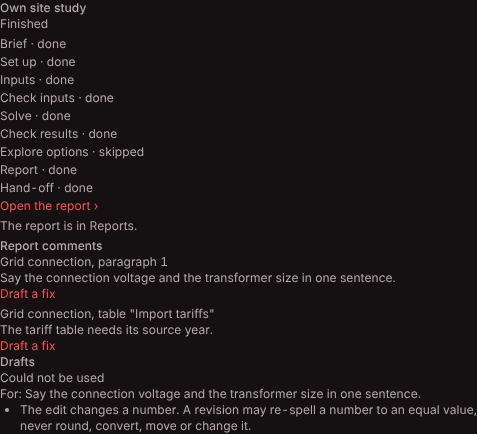 Own site study
Finished
Brief · done
Set up · done
Inputs · done
Check inputs · done
Solve · done
Check results · done
Explore options · skipped
Report · done
Hand-off · done
Open the report ›
The report is in Reports.
Report comments
Grid connection, paragraph 1
Say the connection voltage and the transformer size in one sentence.
Draft a fix
Grid connection, table "Import tariffs"
The tariff table needs its source year.
Draft a fix
Drafts
Could not be used
For: Say the connection voltage and the transformer size in one sentence.
• The edit changes a number. A revision may re-spell a number to an equal value,
never round, convert, move or change it.